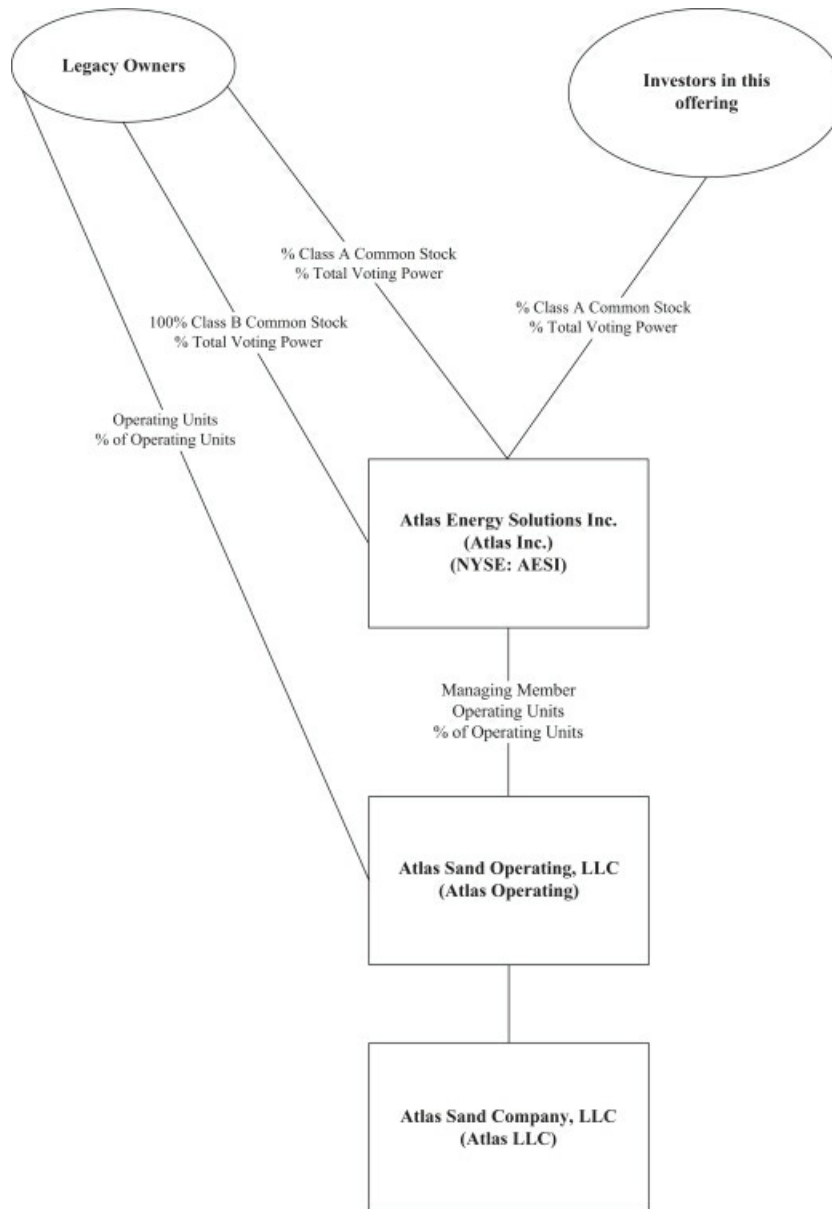 Legacy Owners
Investors in this
offering
% Class A Common Stock
% Total Voting Power
% Class A Common Stock
% Total Voting Power
100% Class B Common Stock
% Total Voting Power
Operating Units
% of Operating Units
Atlas Energy Solutions Inc.
(Atlas Inc.)
(NYSE: AESI)
Managing Member
Operating Units
% of Operating Units
Atlas Sand Operating, LLC
(Atlas Operating)
Atlas Sand Company, LLC
(Atlas LLC)